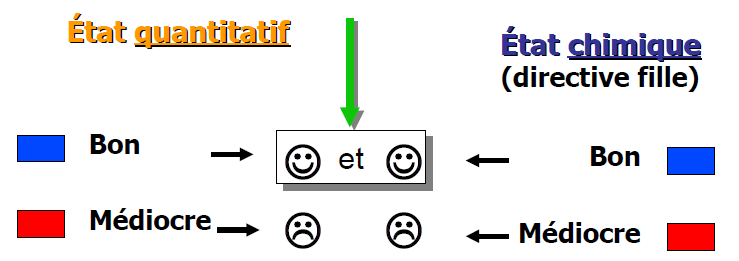 État quantitatif
État chimique
(directive fille)
Bon
et
Bon
Médiocre
Médiocre